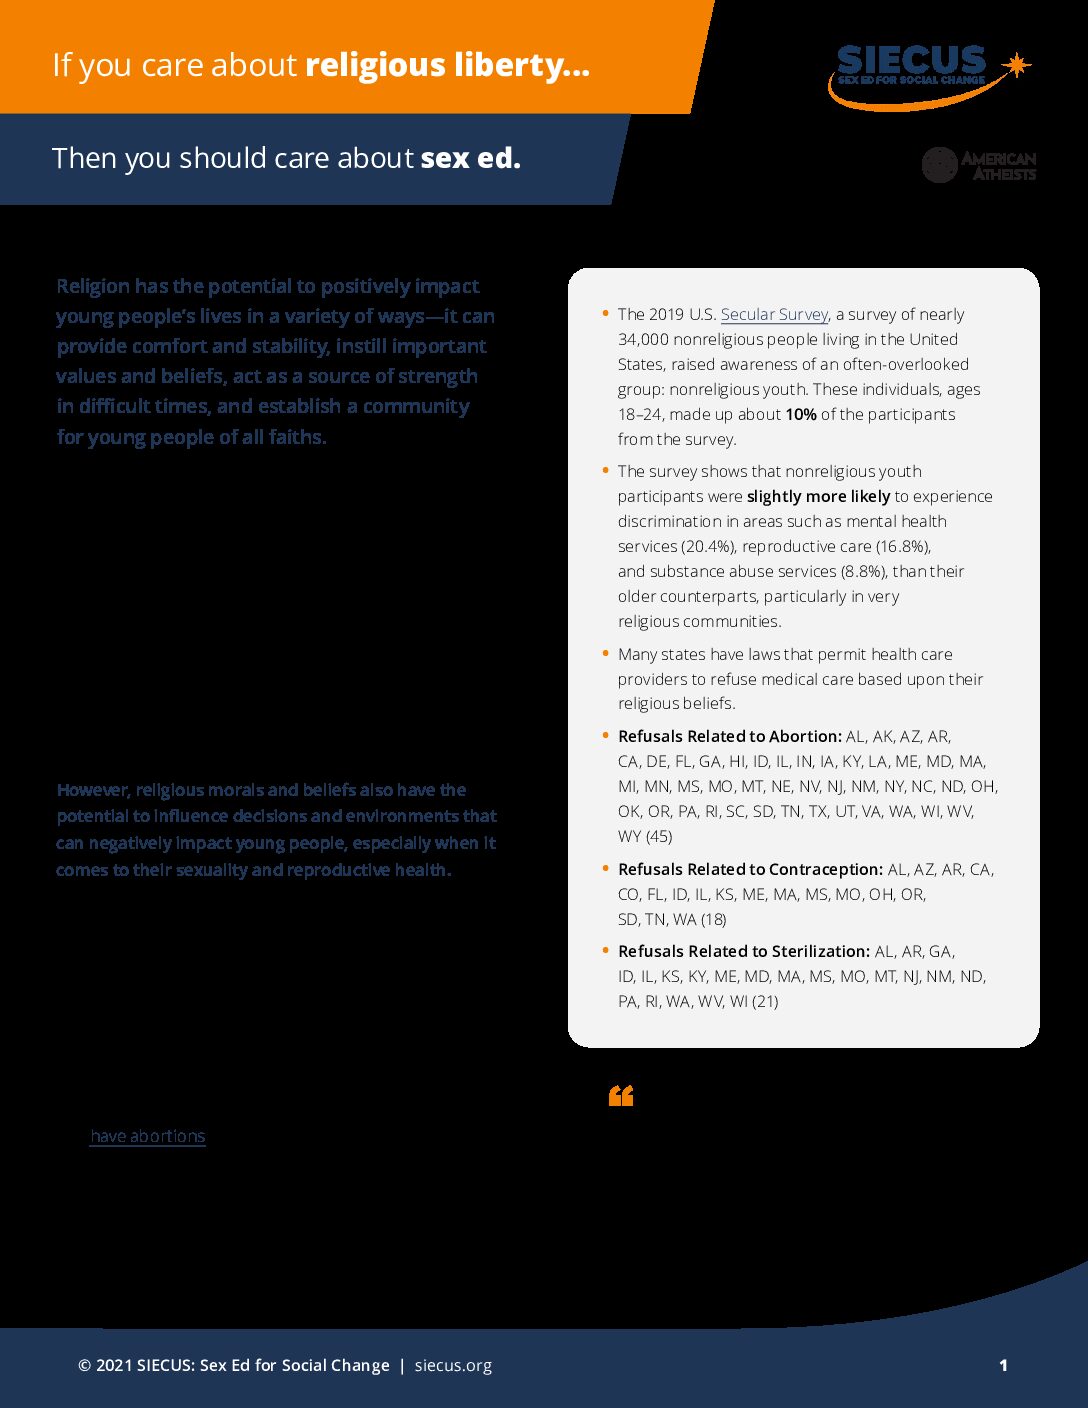 If you care about religious liberty...
SIECUS
SEX ED FOR SOCIAL CHANGE
Then you should care about sex ed.
AMERICAN
ATHEISTS
Religion has the potential to positively impact
young people’s lives in a variety of ways—it can
provide comfort and stability, instill important
values and beliefs, act as a source of strength
in difficult times, and establish a community
for young people of all faiths.
However, religious morals and beliefs also have the
potential to influence decisions and environments that
can negatively impact young people, especially when it
comes to their sexuality and reproductive health.
have abortions
• The 2019 U.S. Secular Survey, a survey of nearly
34,000 nonreligious people living in the United
States, raised awareness of an often-overlooked
group: nonreligious youth. These individuals, ages
18–24, made up about 10% of the participants
from the survey.
• The survey shows that nonreligious youth
participants were slightly more likely to experience
discrimination in areas such as mental health
services (20.4%), reproductive care (16.8%),
and substance abuse services (8.8%), than their
older counterparts, particularly in very
religious communities.
• Many states have laws that permit health care
providers to refuse medical care based upon their
religious beliefs.
• Refusals Related to Abortion: AL, AK, AZ, AR,
CA, DE, FL, GA, HI, ID, IL, IN, IA, KY, LA, ME, MD, MA,
MI, MN, MS, MO, MT, NE, NV, NJ, NM, NY, NC, ND, OH,
OK, OR, PA, RI, SC, SD, TN, TX, UT, VA, WA, WI, WV,
WY (45)
• Refusals Related to Contraception: AL, AZ, AR, CA,
CO, FL, ID, IL, KS, ME, MA, MS, MO, OH, OR,
SD, TN, WA (18)
• Refusals Related to Sterilization: AL, AR, GA,
ID, IL, KS, KY, ME, MD, MA, MS, MO, MT, NJ, NM, ND,
PA, RI, WA, WV, WI (21)
“
© 2021 SIECUS: Sex Ed for Social Change | siecus.org
1